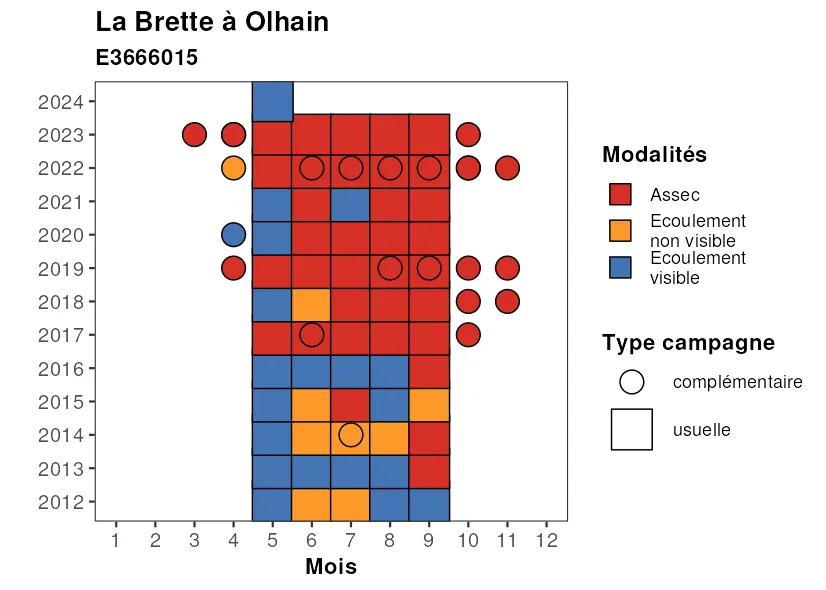 La Brette à Olhain
E3666015
2024
2023
2022
2021
2020
2019
2018
2017
2016
2015
2014
2013
2012
1 2 3 4 5 6 7 8 9 10 11 12
Mois
Modalités
Assec
Ecoulement
non visible
Ecoulement
visible
Type campagne
complémentaire
usuelle